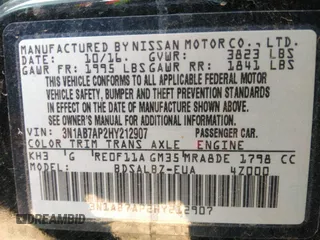 MANUFACTURED BY NISSAN MOTOR CO., LTD.
DATE: 10/16. GVWR: 3823 LBS
GAWR FR: 1995 LBS GAWR RR: 1841 LBS
THIS VEHICLE CONFORMS TO ALL APPLICABLE FEDERAL MOTOR
VEHICLE SAFETY, BUMPER, AND THEFT PREVENTION STANDARDS
IN EFFECT ON THE DATE OF MANUFACTURE SHOWN ABOVE.
SEE OWNER'S MANUAL FOR ADDITIONAL INFORMATION.
VIN: 3N1AB7AP2HY212907 PASSENGER CAR.
COLOR TRIM TRANS AXLE ENGINE
KH3 G RE0F11A GM35 MRA8DE 1798 CC
MODEL: BDSALBZ-EUA 4Z000
3N1AB7AP2HY212907